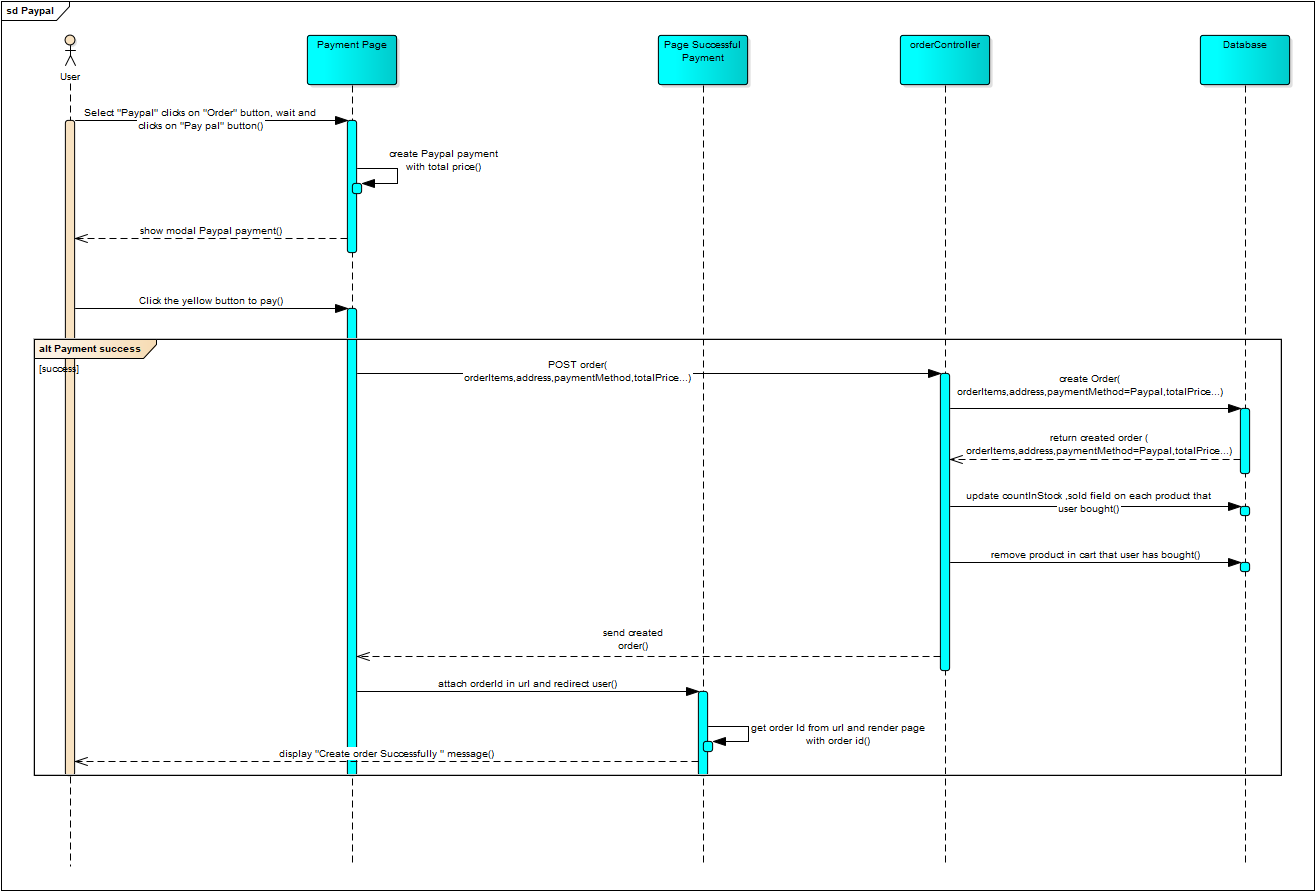 sd Paypal
User
Payment Page
Page Successful
Payment
orderController
Database
Select "Paypal" clicks on "Order" button, wait and
clicks on "Pay pal" button()
create Paypal payment
with total price()
show modal Paypal payment()
Click the yellow button to pay()
alt Payment success
[success]
POST order(
orderItems,address,paymentMethod,totalPrice...)
create Order(
orderItems,address,paymentMethod=Paypal,totalPrice...)
return created order (
orderItems,address,paymentMethod=Paypal,totalPrice...)
update countInStock ,sold field on each product that
user bought()
remove product in cart that user has bought()
send created
order()
attach orderId in url and redirect user()
get order Id from url and render page
with order id()
display "Create order Successfully " message()